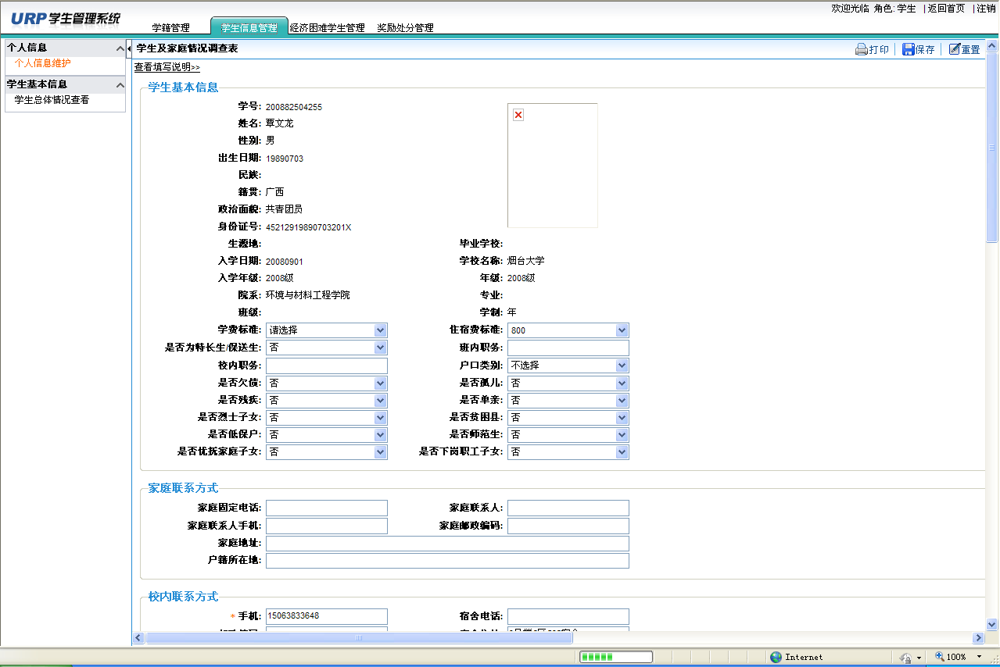 欢迎光临 角色: 学生 |返回首页 |注销
URP学生管理系统
学籍管理 学生信息管理 经济困难学生管理 奖励处分管理
个人信息
个人信息维护
学生基本信息
学生总体情况查看
学生及家庭情况调查表 打印 保存 重置
查看填写说明>>
学生基本信息
学号: 200882504255
姓名: 覃文龙
性别: 男
出生日期: 19890703
民族:
籍贯: 广西
政治面貌: 共青团员
身份证号: 45212919890703201X
生源地: 毕业学校:
入学日期: 20080901 学校名称: 烟台大学
入学年级: 2008级 年级: 2008级
院系: 环境与材料工程学院 专业:
班级: 学制: 年
学费标准: 请选择 住宿费标准: 800
是否为特长生/保送生: 否 班内职务:
校内职务: 户口类别: 不选择
是否欠债: 否 是否孤儿: 否
是否残疾: 否 是否单亲: 否
是否烈士子女: 否 是否贫困县: 否
是否低保户: 否 是否师范生: 否
是否优抚家庭子女: 否 是否下岗职工子女: 否
家庭联系方式
家庭固定电话: 家庭联系人:
家庭联系人手机: 家庭邮政编码:
家庭地址:
户籍所在地:
校内联系方式
* 手机: 15063833648 宿舍电话:
Internet 100%